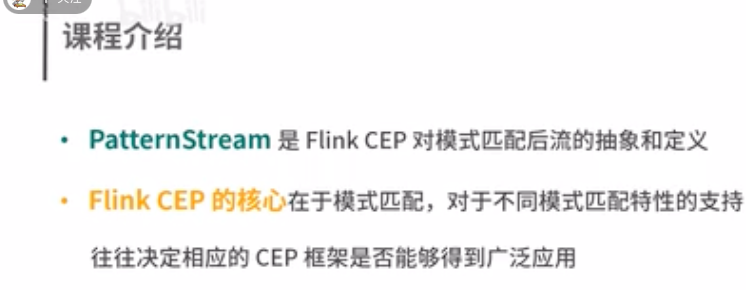 课程介绍
• PatternStream 是 Flink CEP 对模式匹配后流的抽象和定义
• Flink CEP 的核心在于模式匹配，对于不同模式匹配特性的支持
往往决定相应的 CEP 框架是否能够得到广泛应用